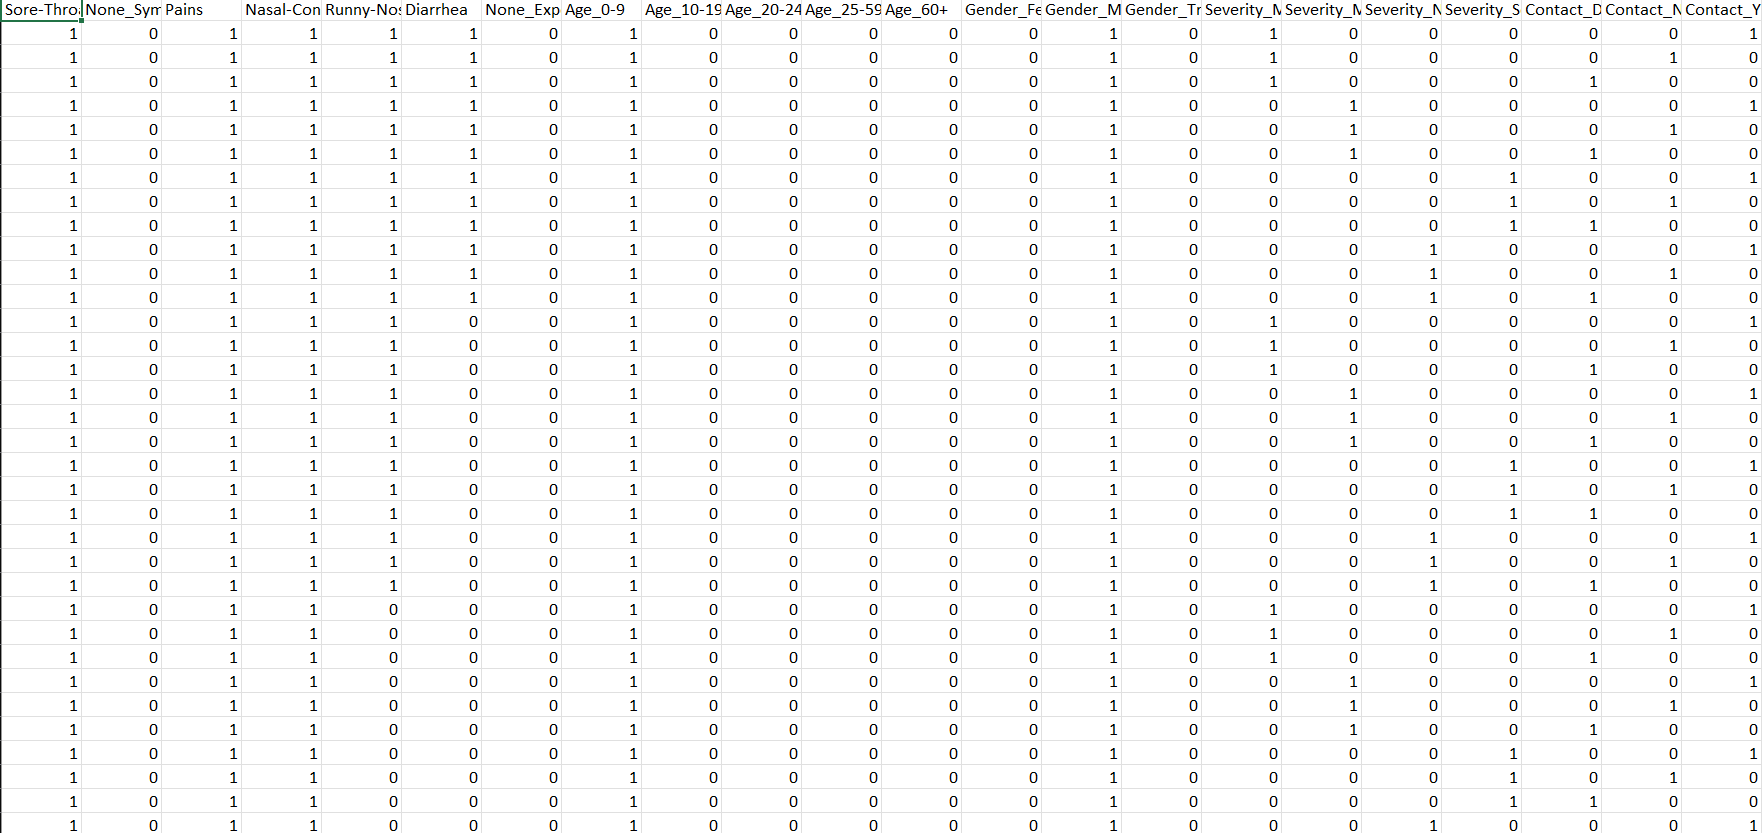 Sore-Thro None_Sym Pains Nasal-Con Runny-Nos Diarrhea None_Exp Age_0-9 Age_10-19 Age_20-24 Age_25-59 Age_60+ Gender_Fe Gender_M Gender_Tr Severity_M Severity_M Severity_N Severity_S Contact_D Contact_N Contact_Y
1 0 1 1 1 1 0 1 0 0 0 0 0 1 0 1 0 0 0 0 0 1
1 0 1 1 1 1 0 1 0 0 0 0 0 1 0 1 0 0 0 0 1 0
1 0 1 1 1 1 0 1 0 0 0 0 0 1 0 1 0 0 0 1 0 0
1 0 1 1 1 1 0 1 0 0 0 0 0 1 0 0 1 0 0 0 0 1
1 0 1 1 1 1 0 1 0 0 0 0 0 1 0 0 1 0 0 0 1 0
1 0 1 1 1 1 0 1 0 0 0 0 0 1 0 0 1 0 0 1 0 0
1 0 1 1 1 1 0 1 0 0 0 0 0 1 0 0 0 0 1 0 0 1
1 0 1 1 1 1 0 1 0 0 0 0 0 1 0 0 0 0 1 0 1 0
1 0 1 1 1 1 0 1 0 0 0 0 0 1 0 0 0 0 1 1 0 0
1 0 1 1 1 1 0 1 0 0 0 0 0 1 0 0 0 1 0 0 0 1
1 0 1 1 1 1 0 1 0 0 0 0 0 1 0 0 0 1 0 0 1 0
1 0 1 1 1 1 0 1 0 0 0 0 0 1 0 0 0 1 0 1 0 0
1 0 1 1 1 0 0 1 0 0 0 0 0 1 0 1 0 0 0 0 0 1
1 0 1 1 1 0 0 1 0 0 0 0 0 1 0 1 0 0 0 0 1 0
1 0 1 1 1 0 0 1 0 0 0 0 0 1 0 1 0 0 0 1 0 0
1 0 1 1 1 0 0 1 0 0 0 0 0 1 0 0 1 0 0 0 0 1
1 0 1 1 1 0 0 1 0 0 0 0 0 1 0 0 1 0 0 0 1 0
1 0 1 1 1 0 0 1 0 0 0 0 0 1 0 0 1 0 0 1 0 0
1 0 1 1 1 0 0 1 0 0 0 0 0 1 0 0 0 0 1 0 0 1
1 0 1 1 1 0 0 1 0 0 0 0 0 1 0 0 0 0 1 0 1 0
1 0 1 1 1 0 0 1 0 0 0 0 0 1 0 0 0 0 1 1 0 0
1 0 1 1 1 0 0 1 0 0 0 0 0 1 0 0 0 1 0 0 0 1
1 0 1 1 1 0 0 1 0 0 0 0 0 1 0 0 0 1 0 0 1 0
1 0 1 1 1 0 0 1 0 0 0 0 0 1 0 0 0 1 0 1 0 0
1 0 1 1 0 0 0 1 0 0 0 0 0 1 0 1 0 0 0 0 0 1
1 0 1 1 0 0 0 1 0 0 0 0 0 1 0 1 0 0 0 0 1 0
1 0 1 1 0 0 0 1 0 0 0 0 0 1 0 1 0 0 0 1 0 0
1 0 1 1 0 0 0 1 0 0 0 0 0 1 0 0 1 0 0 0 0 1
1 0 1 1 0 0 0 1 0 0 0 0 0 1 0 0 1 0 0 0 1 0
1 0 1 1 0 0 0 1 0 0 0 0 0 1 0 0 1 0 0 1 0 0
1 0 1 1 0 0 0 1 0 0 0 0 0 1 0 0 0 0 1 0 0 1
1 0 1 1 0 0 0 1 0 0 0 0 0 1 0 0 0 0 1 0 1 0
1 0 1 1 0 0 0 1 0 0 0 0 0 1 0 0 0 0 1 1 0 0
1 0 1 1 0 0 0 1 0 0 0 0 0 1 0 0 0 1 0 0 0 1